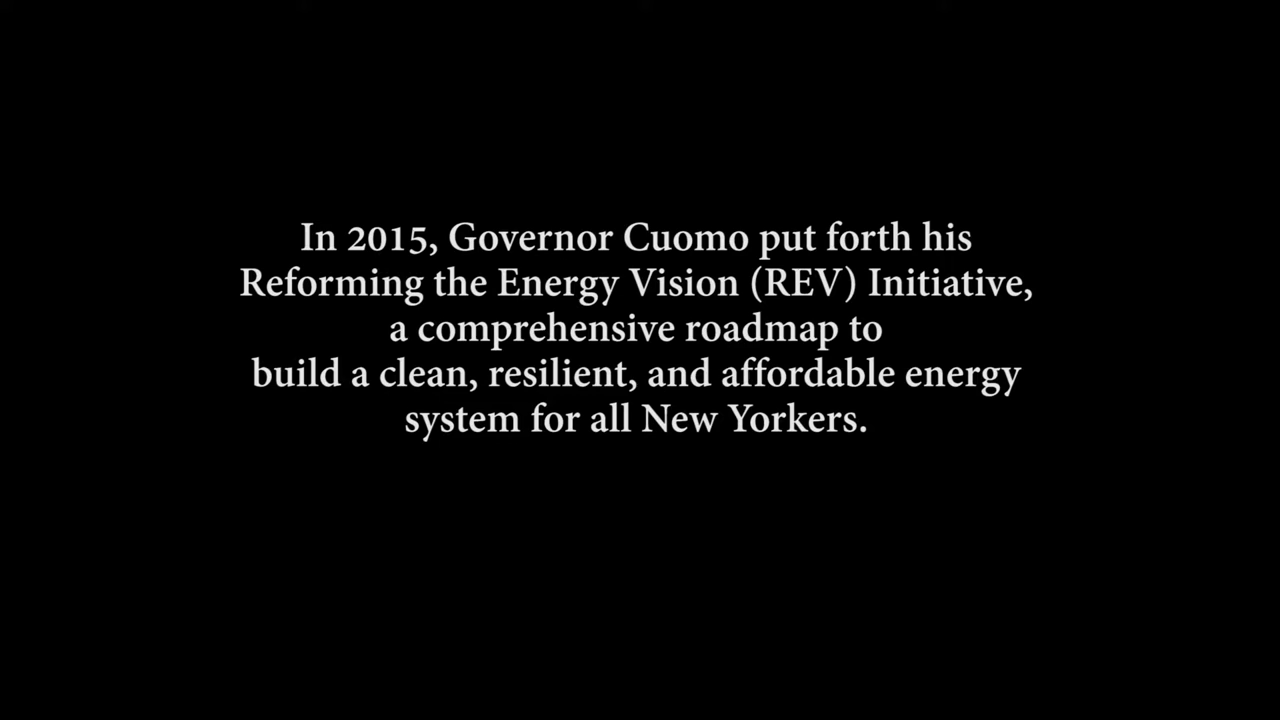 In 2015, Governor Cuomo put forth his
Reforming the Energy Vision (REV) Initiative,
a comprehensive roadmap to
build a clean, resilient, and affordable energy
system for all New Yorkers.